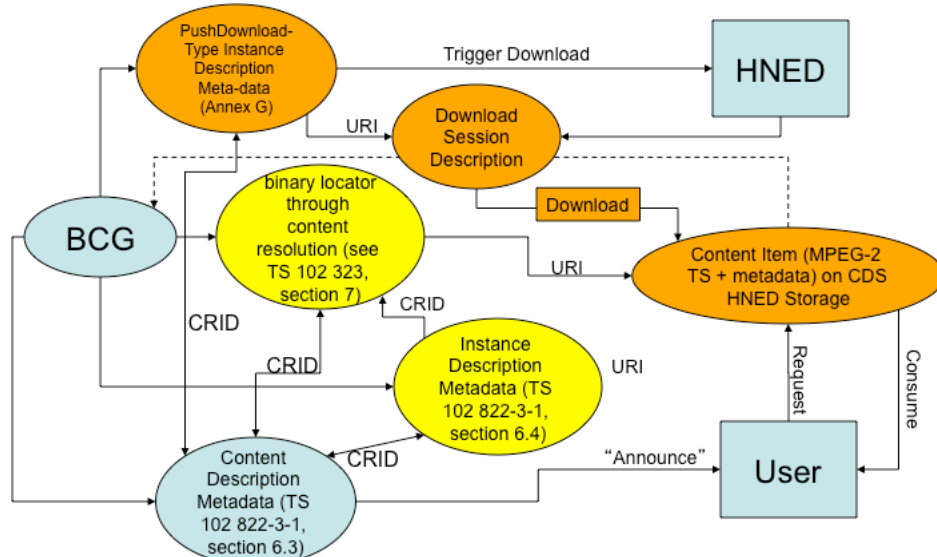 PushDownload-
Type Instance
Description
Meta-data
(Annex G)
Trigger Download
HNED
URI
Download
Session
Description
binary locator
through
content
resolution (see
TS 102 323,
section 7)
Download
BCG
Content Item (MPEG-2
TS + metadata) on CDS
HNED Storage
URI
CRID
CRID
CRID
Instance
Description
Metadata (TS
102 822-3-1,
section 6.4)
URI
Request
Consume
CRID
Content
Description
Metadata (TS
102 822-3-1,
section 6.3)
“Announce”
User